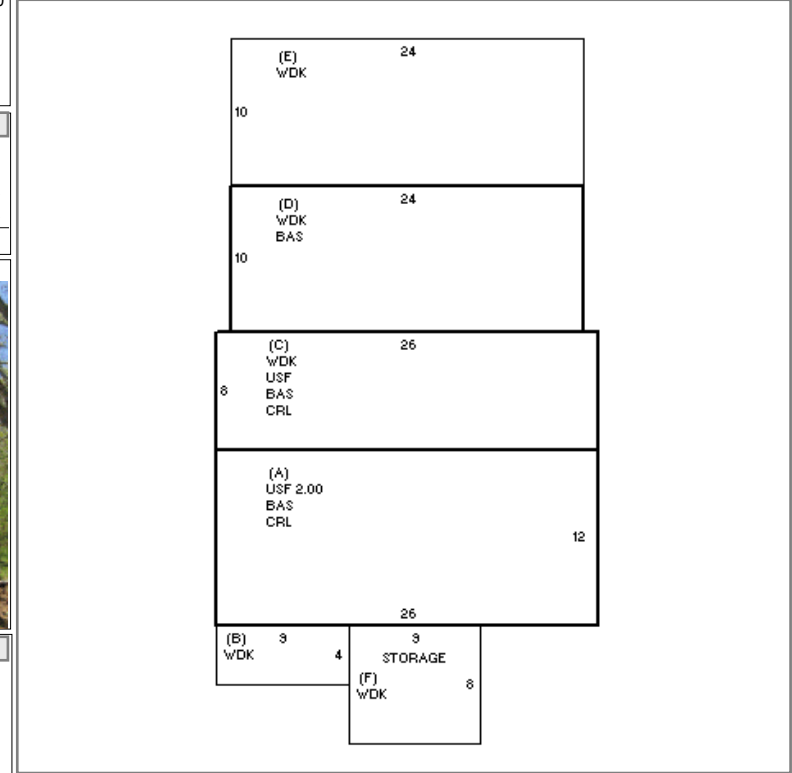 (E)
24
WDK
10
(D)
24
WDK
BAS
10
(C)
26
WDK
USF
8
BAS
CRL
(A)
USF 2.00
BAS
CRL
12
26
(B)
9
WDK
4
9
STORAGE
(F)
8
WDK